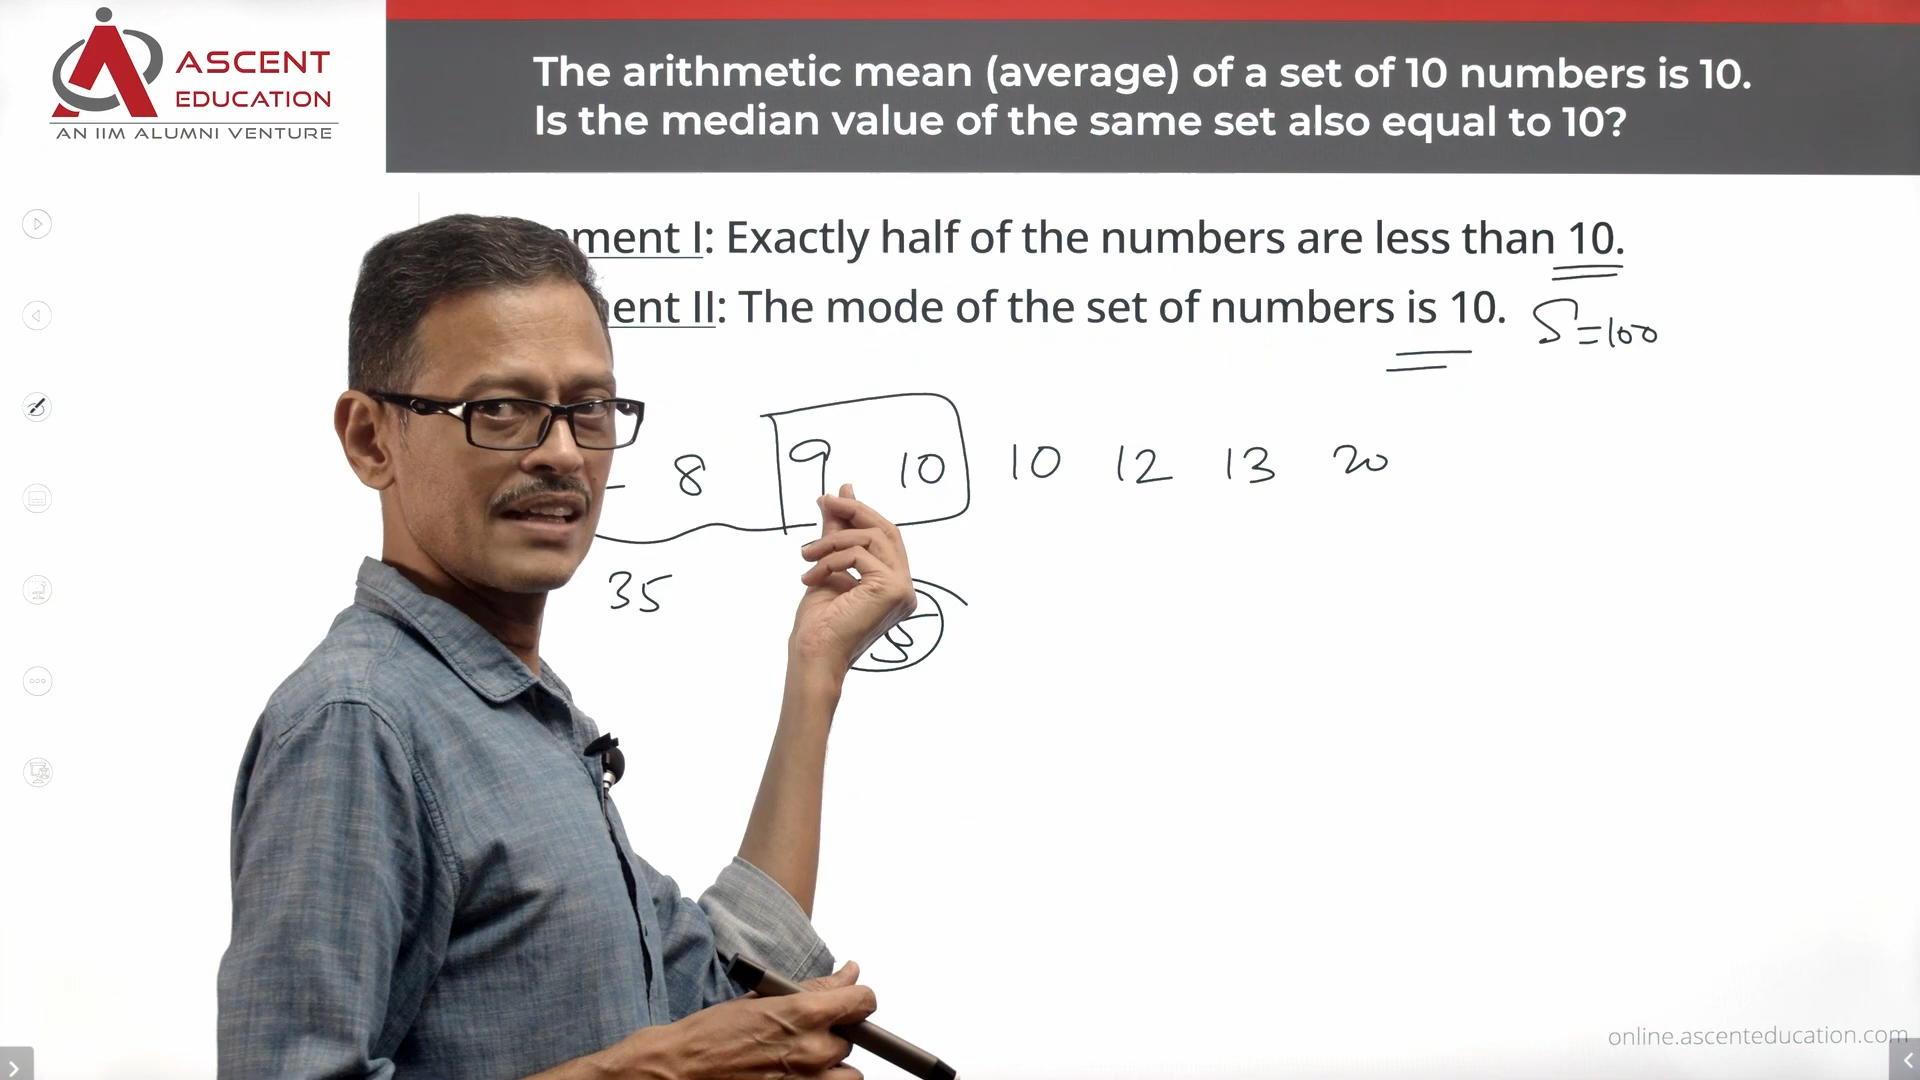 ASCENT
EDUCATION
AN IIM ALUMNI VENTURE
The arithmetic mean (average) of a set of 10 numbers is 10.
Is the median value of the same set also equal to 10?
ment I: Exactly half of the numbers are less than 10.
ent II: The mode of the set of numbers is 10.
S = 100
8 9 10 10 12 13 20
35
online.ascenteducation.com